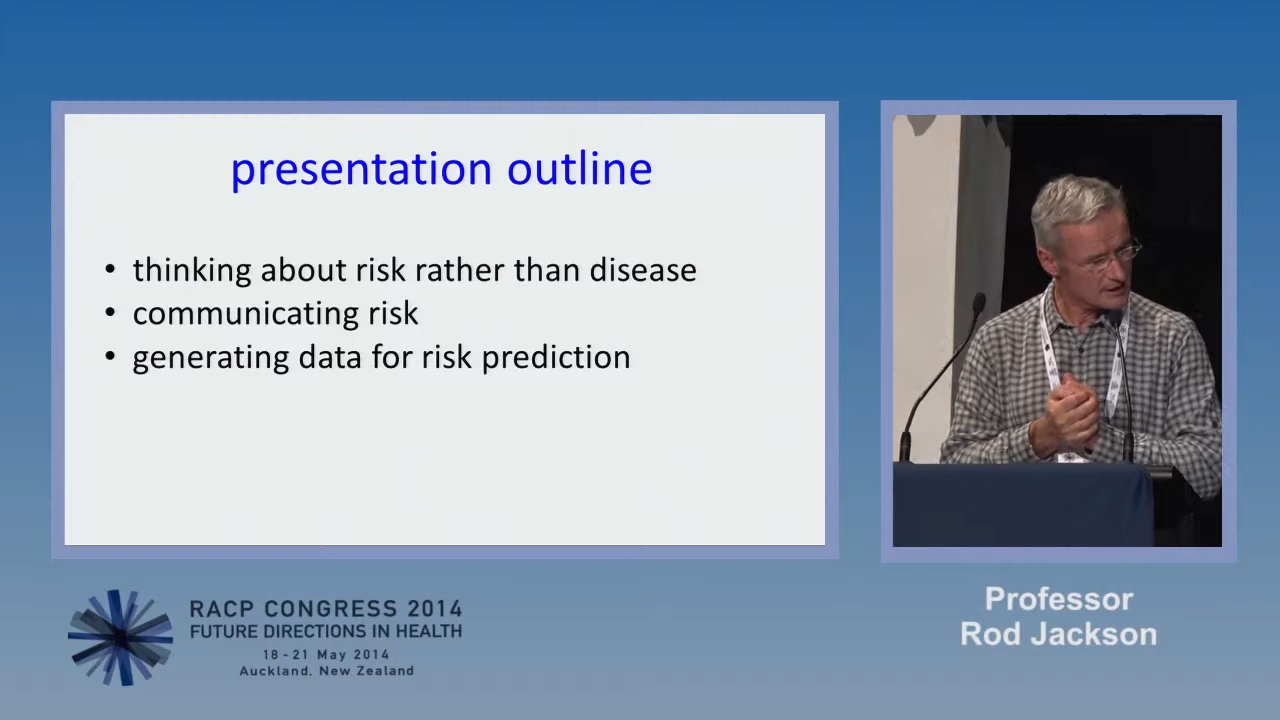 presentation outline
• thinking about risk rather than disease
• communicating risk
• generating data for risk prediction
RACP CONGRESS 2014
FUTURE DIRECTIONS IN HEALTH
18 - 21 May 2014
Auckland, New Zealand
Professor
Rod Jackson